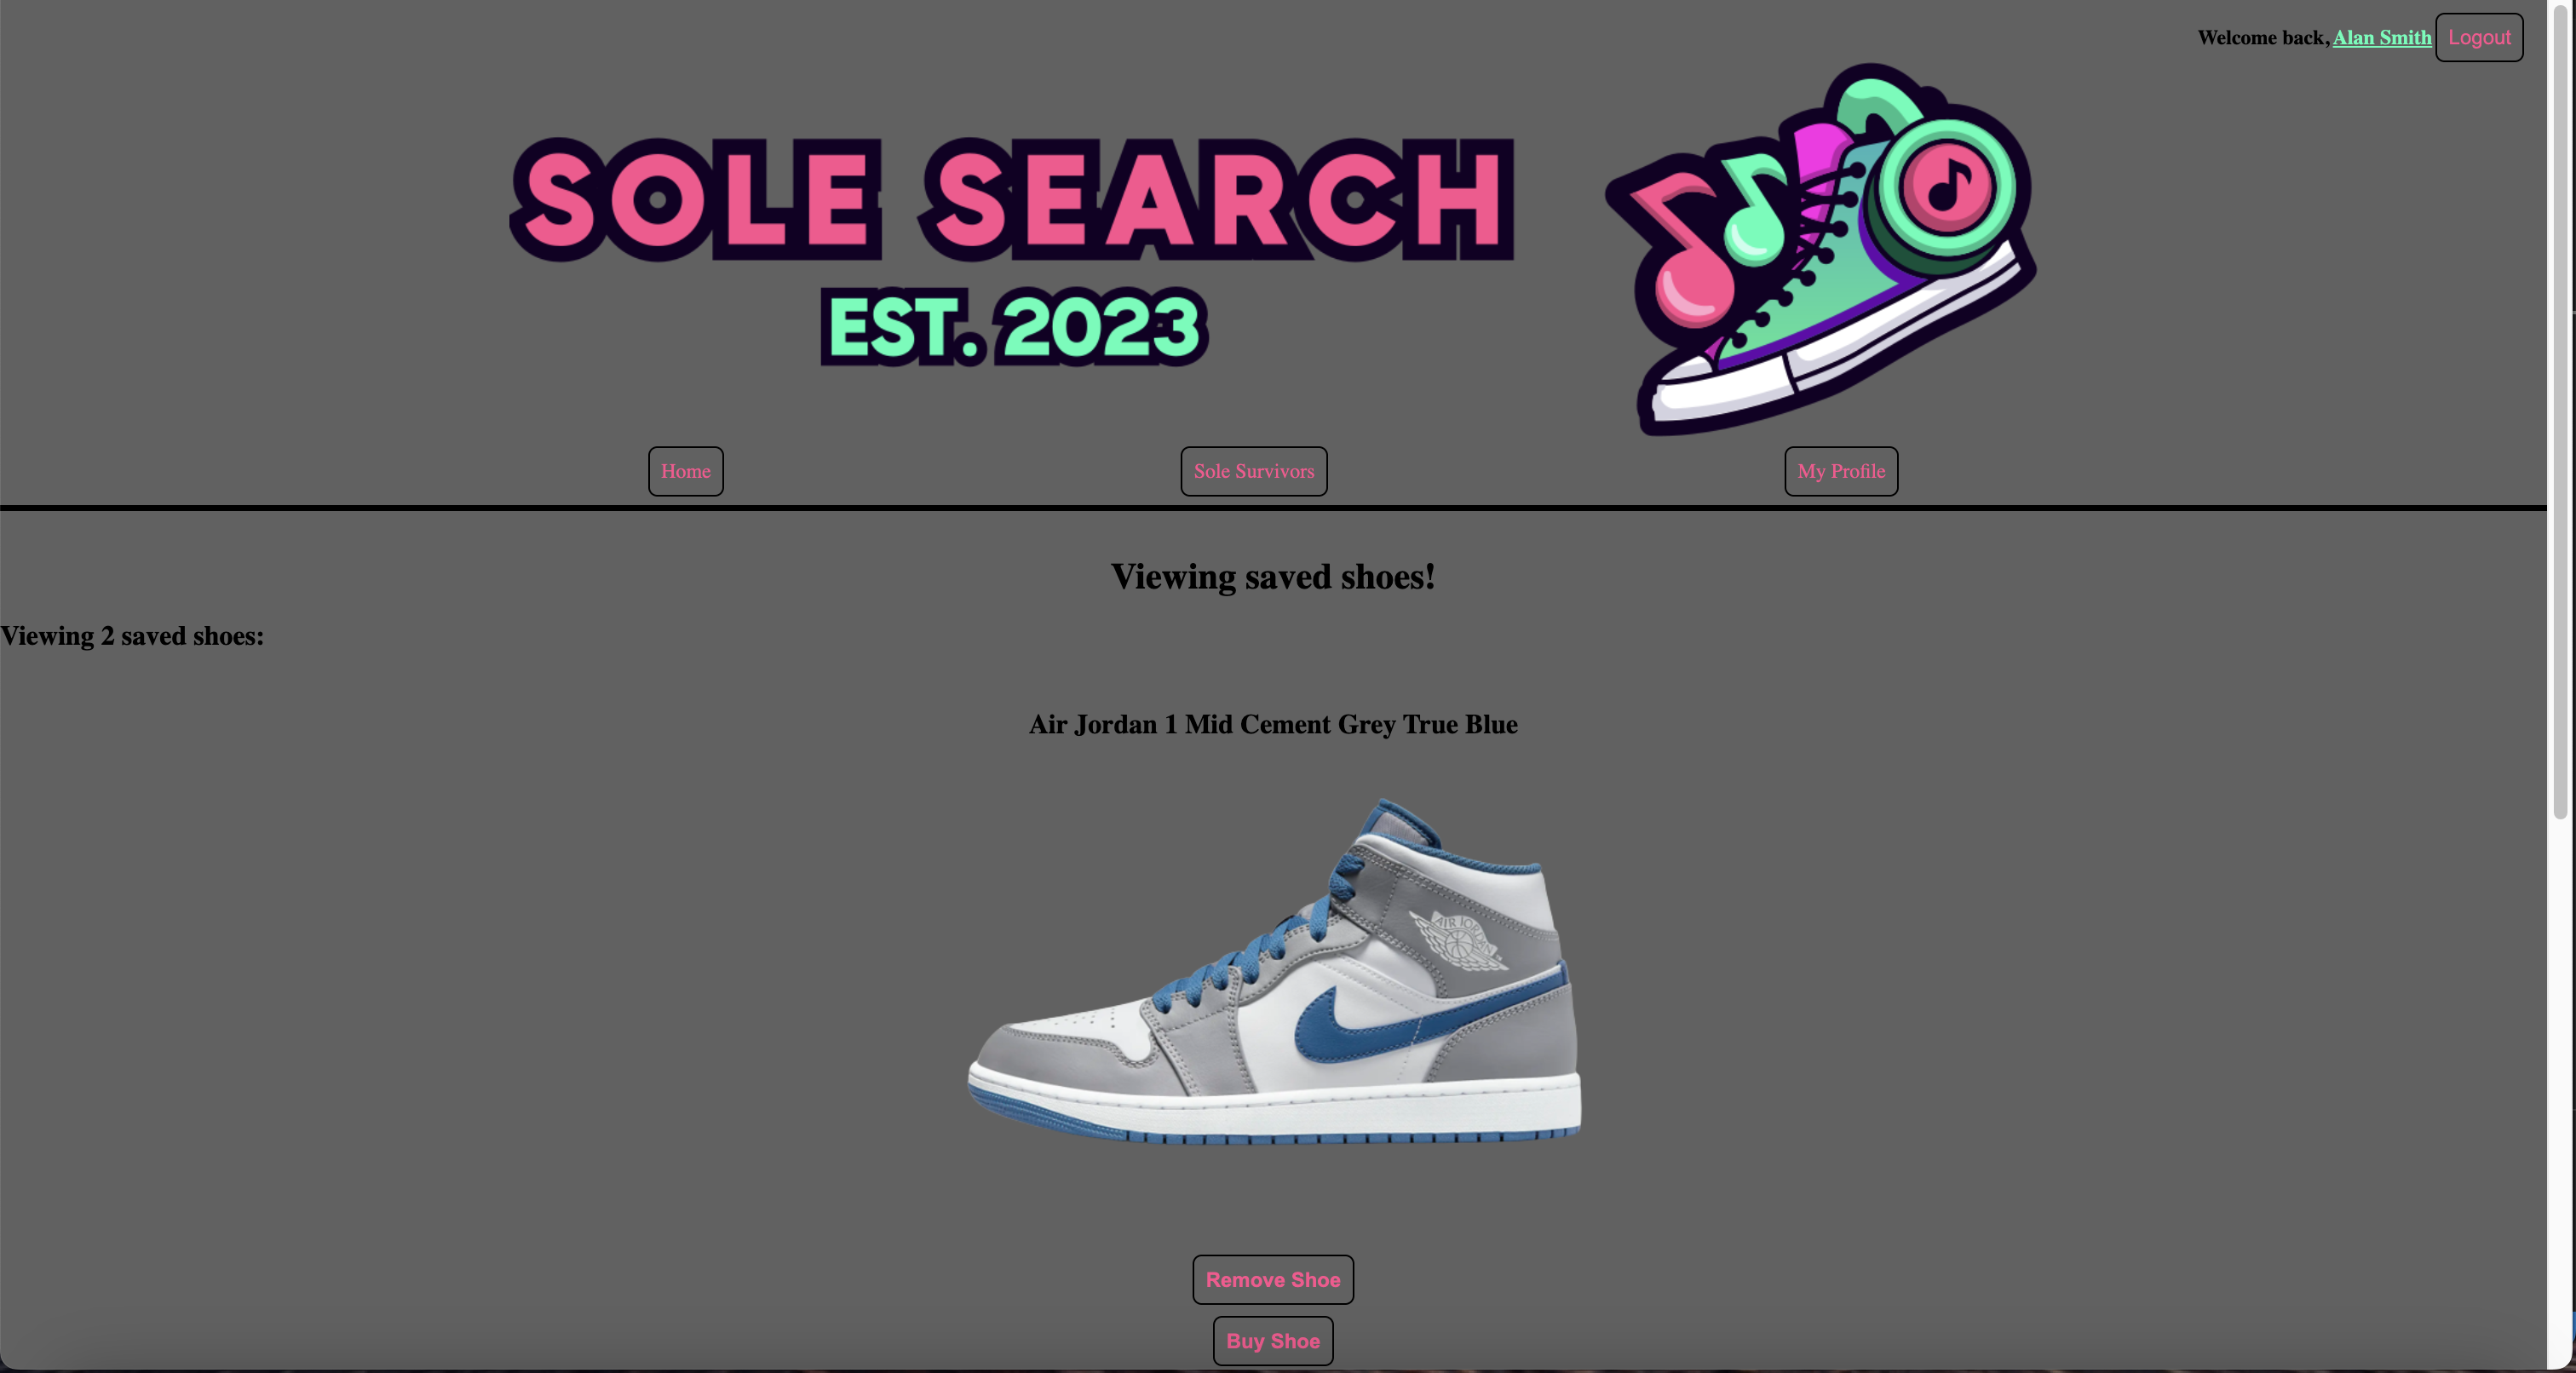 Welcome back, Alan Smith Logout
SOLE SEARCH
EST. 2023
Home Sole Survivors My Profile
Viewing saved shoes!
Viewing 2 saved shoes:
Air Jordan 1 Mid Cement Grey True Blue
AIR JORDAN
Remove Shoe
Buy Shoe